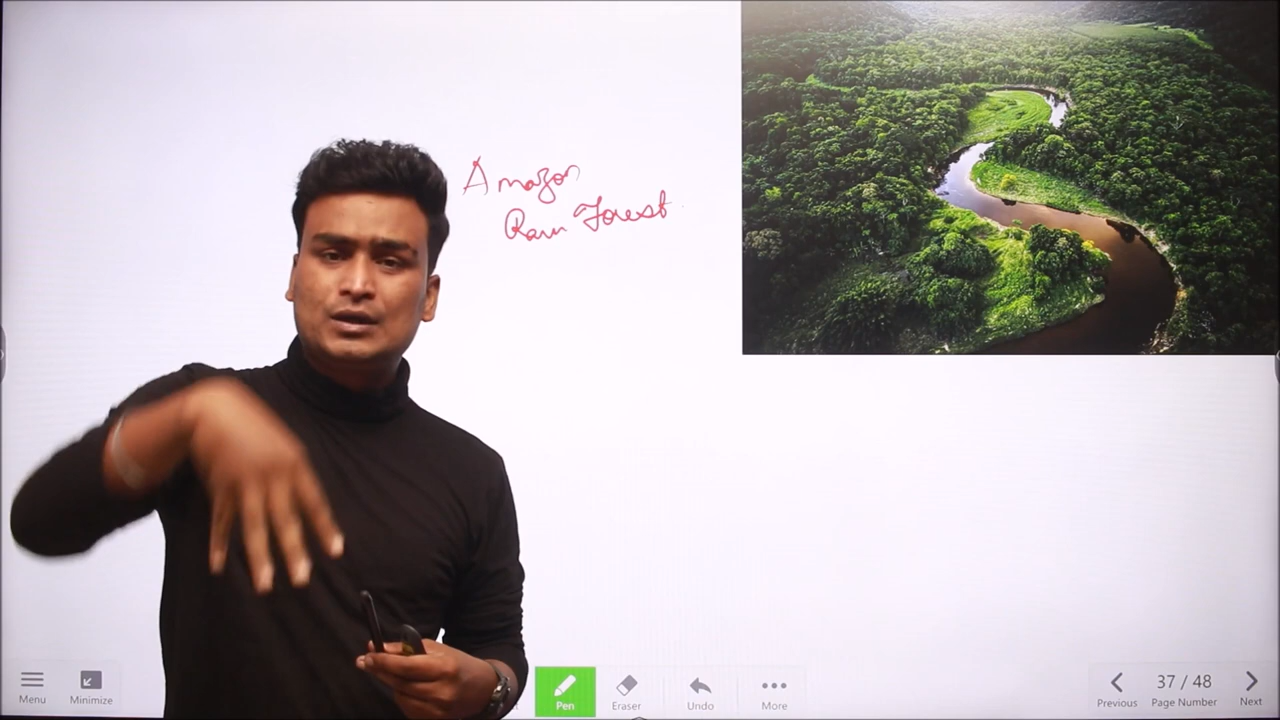 Amazon
Rain Forest
Menu
Minimize
Pen
Eraser
Undo
More
Previous
37 / 48
Page Number
Next